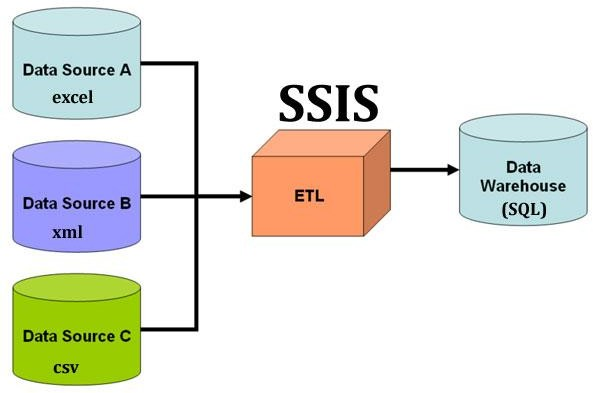 Data Source A
excel
Data Source B
xml
Data Source C
csv
SSIS
ETL
Data
Warehouse
(SQL)